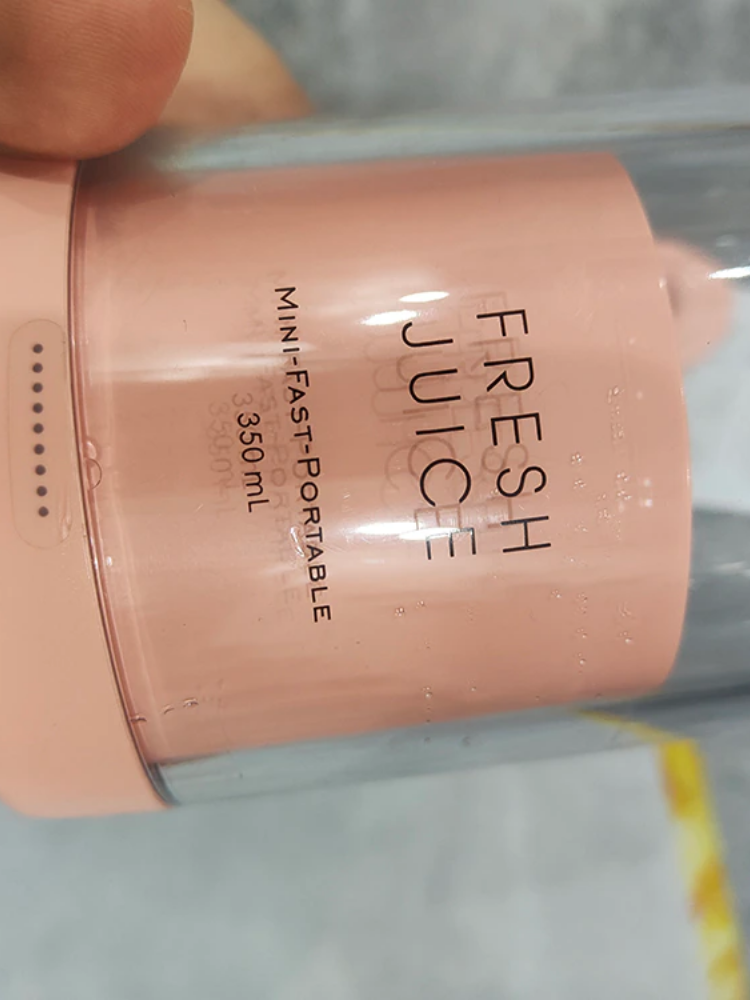 FRESH
JUICE
MINI-FAST-PORTABLE
350 mL